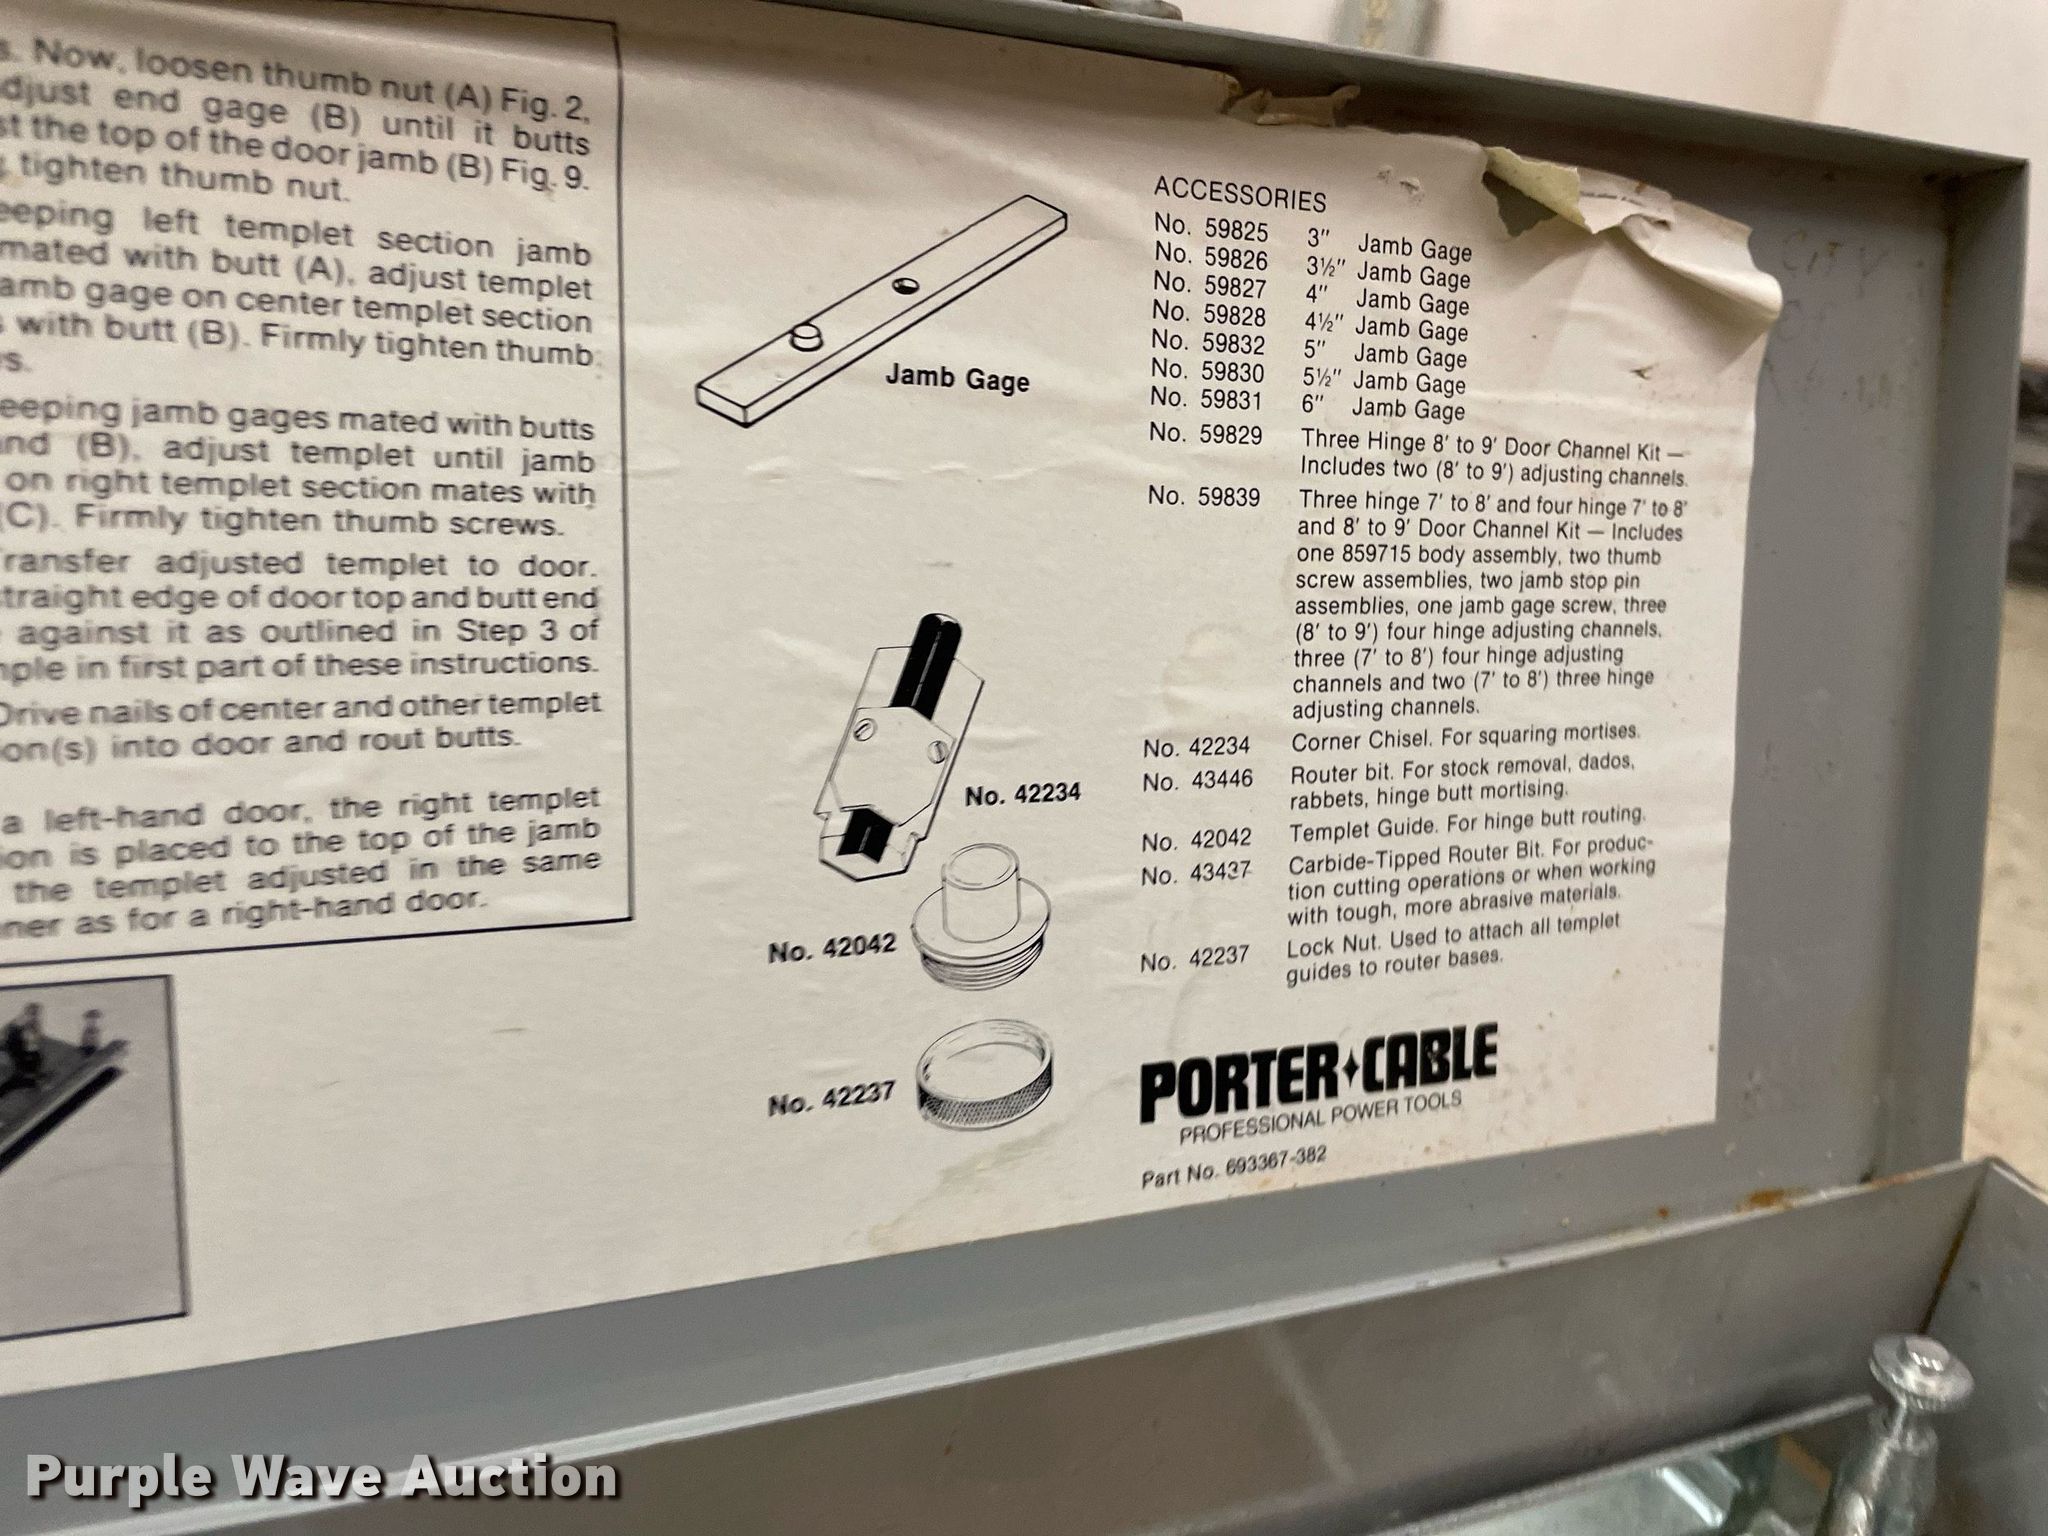 s. Now, loosen thumb nut (A) Fig. 2,
djust end gage (B) until it butts
st the top of the door jamb (B) Fig. 9.
tighten thumb nut.
eeping left templet section jamb
mated with butt (A), adjust templet
amb gage on center templet section
s with butt (B). Firmly tighten thumb
s.
eeping jamb gages mated with butts
and (B), adjust templet until jamb
on right templet section mates with
(C). Firmly tighten thumb screws.
ransfer adjusted templet to door.
straight edge of door top and butt end
against it as outlined in Step 3 of
mple in first part of these instructions.
Drive nails of center and other templet
ion(s) into door and rout butts.
a left-hand door, the right templet
ion is placed to the top of the jamb
the templet adjusted in the same
ner as for a right-hand door.
Jamb Gage
No. 42234
No. 42042
No. 42237
ACCESSORIES
No. 59825 3" Jamb Gage
No. 59826 3½" Jamb Gage
No. 59827 4" Jamb Gage
No. 59828 4½" Jamb Gage
No. 59832 5" Jamb Gage
No. 59830 5½" Jamb Gage
No. 59831 6" Jamb Gage
No. 59829 Three Hinge 8' to 9' Door Channel Kit —
Includes two (8' to 9') adjusting channels.
No. 59839 Three hinge 7' to 8' and four hinge 7' to 8'
and 8' to 9' Door Channel Kit — Includes
one 859715 body assembly, two thumb
screw assemblies, two jamb stop pin
assemblies, one jamb gage screw, three
(8' to 9') four hinge adjusting channels,
three (7' to 8') four hinge adjusting
channels and two (7' to 8') three hinge
adjusting channels.
No. 42234 Corner Chisel. For squaring mortises.
No. 43446 Router bit. For stock removal, dados,
rabbets, hinge butt mortising.
No. 42042 Templet Guide. For hinge butt routing.
No. 43437 Carbide-Tipped Router Bit. For produc-
tion cutting operations or when working
with tough, more abrasive materials.
No. 42237 Lock Nut. Used to attach all templet
guides to router bases.
PORTER+CABLE
PROFESSIONAL POWER TOOLS
Part No. 693367-382
Purple Wave Auction